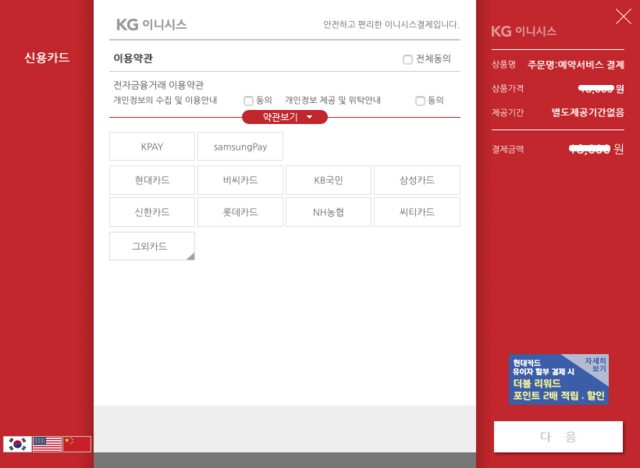 신용카드
KG 이니시스
안전하고 편리한 이니시스결제입니다.
이용약관
전체동의
전자금융거래 이용약관
개인정보의 수집 및 이용안내
동의
개인정보 제공 및 위탁안내
동의
약관보기
KPAY
samsungPay
현대카드
비씨카드
KB국민
삼성카드
신한카드
롯데카드
NH농협
씨티카드
그외카드
KG 이니시스
상품명 주문명:예약서비스 결제
상품가격 원
제공기간 별도제공기간없음
결제금액 원
현대카드
유이자 할부 결제 시
더블 리워드
포인트 2배 적립 . 할인
자세히
보기
다 음